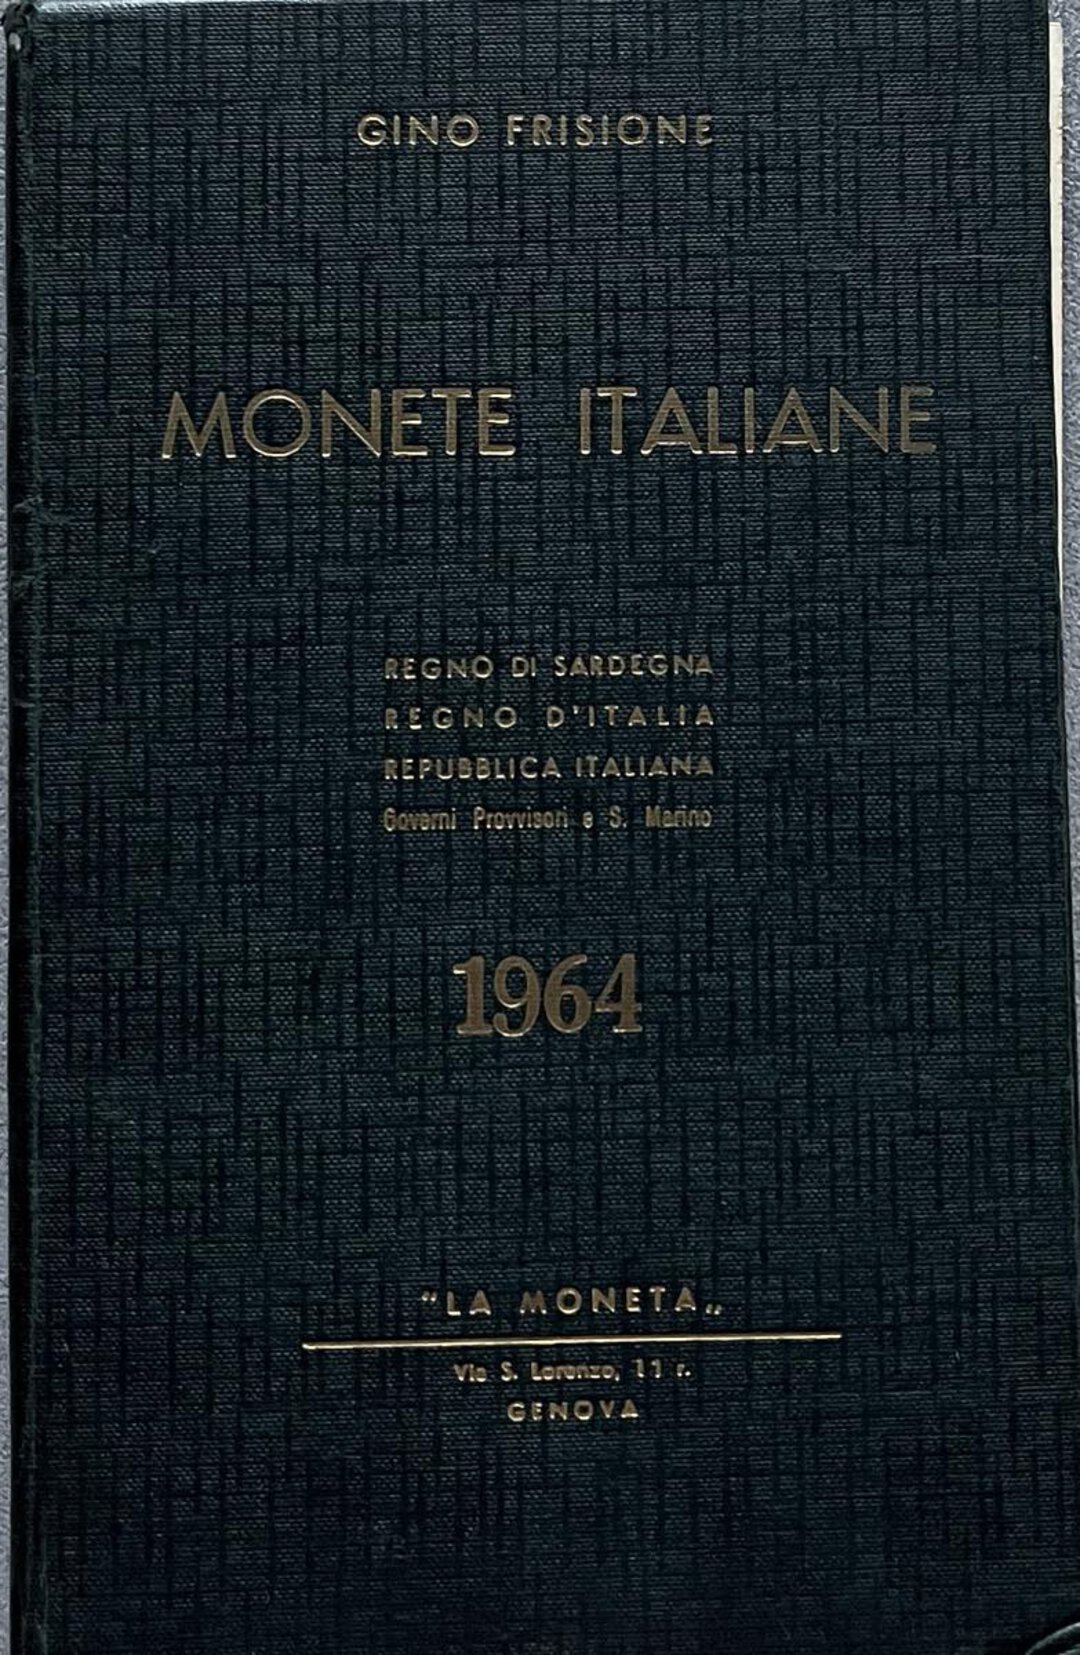 GINO FRISIONE
MONETE ITALIANE
REGNO DI SARDEGNA
REGNO D'ITALIA
REPUBBLICA ITALIANA
Governi Provvisori e S. Marino
1964
"LA MONETA„
Via S. Lorenzo, 11 r.
GENOVA